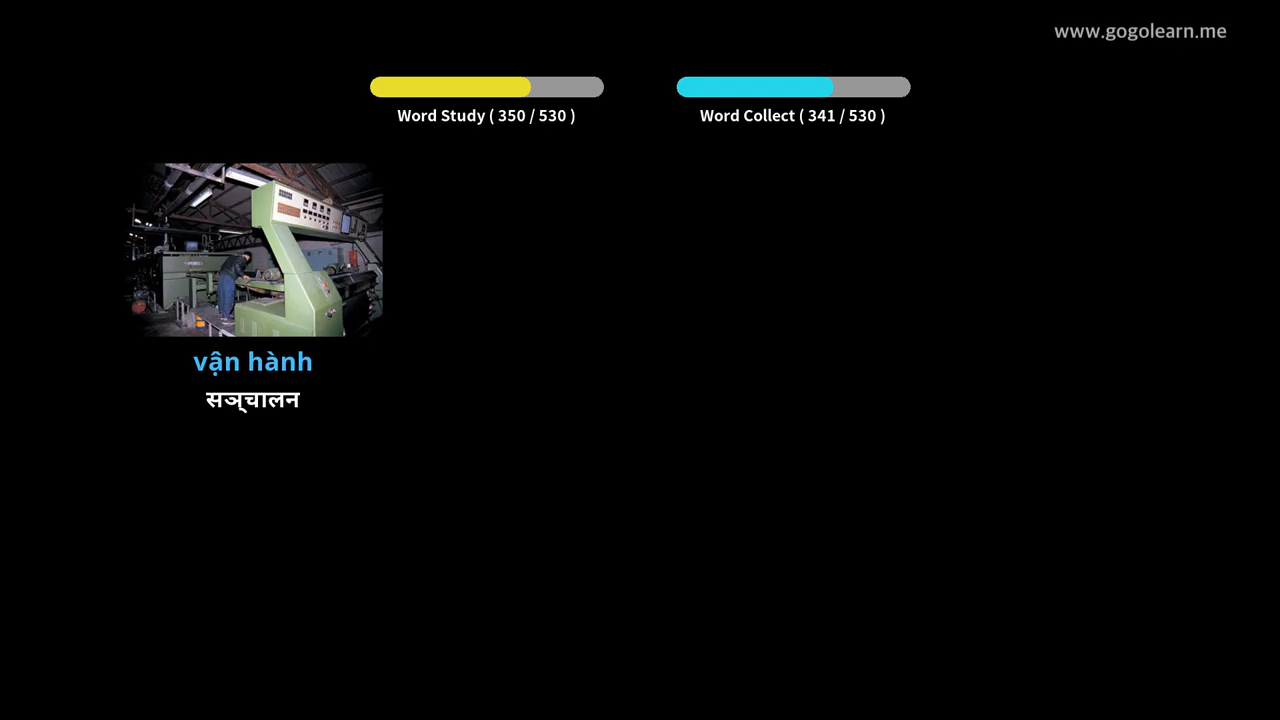 www.gogolearn.me
Word Study ( 350 / 530 )
Word Collect ( 341 / 530 )
vận hành
सञ्चालन